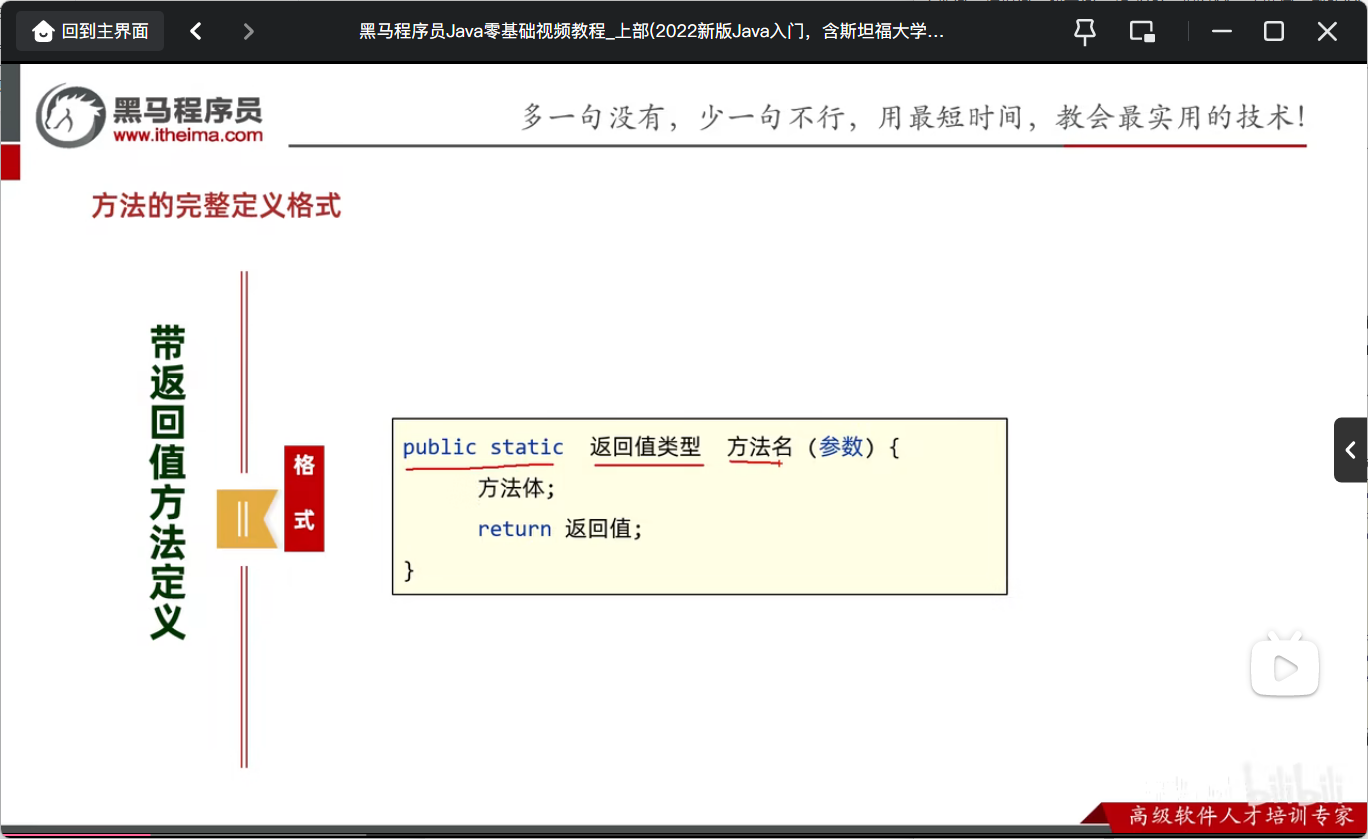 回到主界面
黑马程序员Java零基础视频教程_上部(2022新版Java入门，含斯坦福大学...
黑马程序员
www.itheima.com
多一句没有，少一句不行，用最短时间，教会最实用的技术！
方法的完整定义格式
带返回值方法定义
格式
public static 返回值类型 方法名 (参数) {
方法体;
return 返回值;
}
bilibili
高级软件人才培训专家